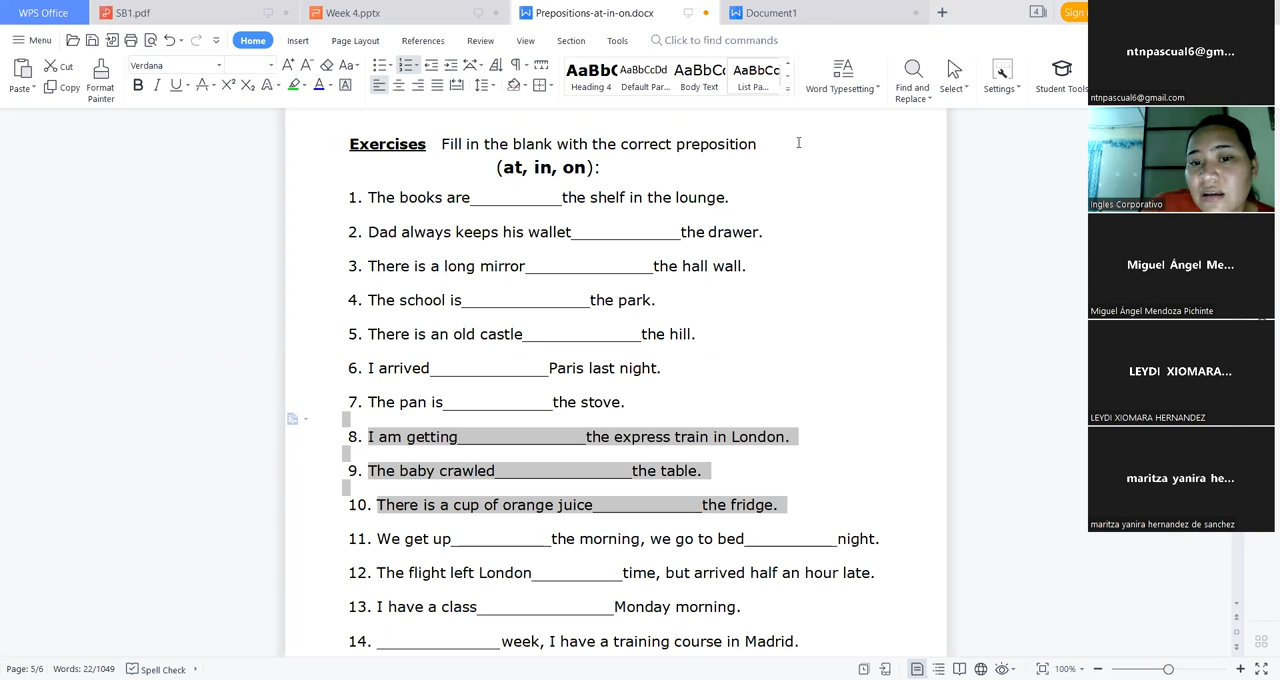 WPS Office
SB1.pdf
Week 4.pptx
Prepositions-at-in-on.docx
Document1
+
4
Sign
Menu
Home
Insert
Page Layout
References
Review
View
Section
Tools
Click to find commands
Paste
Cut
Copy
Format Painter
Verdana
AaBbC
Heading 4
AaBbCcDd
Default Par...
AaBbCc
Body Text
AaBbCc
List Pa...
Word Typesetting
Find and Replace
Select
Settings
Student Tools
Exercises Fill in the blank with the correct preposition
(at, in, on):
1. The books are__________the shelf in the lounge.
2. Dad always keeps his wallet____________the drawer.
3. There is a long mirror______________the hall wall.
4. The school is______________the park.
5. There is an old castle_____________the hill.
6. I arrived_____________Paris last night.
7. The pan is____________the stove.
8. I am getting______________the express train in London.
9. The baby crawled_______________the table.
10. There is a cup of orange juice____________the fridge.
11. We get up___________the morning, we go to bed__________night.
12. The flight left London__________time, but arrived half an hour late.
13. I have a class_______________Monday morning.
14. _____________week, I have a training course in Madrid.
Page: 5/6
Words: 22/1049
Spell Check
100%
ntnpascual6@gm...
ntnpascual6@gmail.com
Ingles Corporativo
Miguel Ángel Me...
Miguel Ángel Mendoza Pichinte
LEYDI XIOMARA...
LEYDI XIOMARA HERNANDEZ
maritza yanira he...
maritza yanira hernandez de sanchez